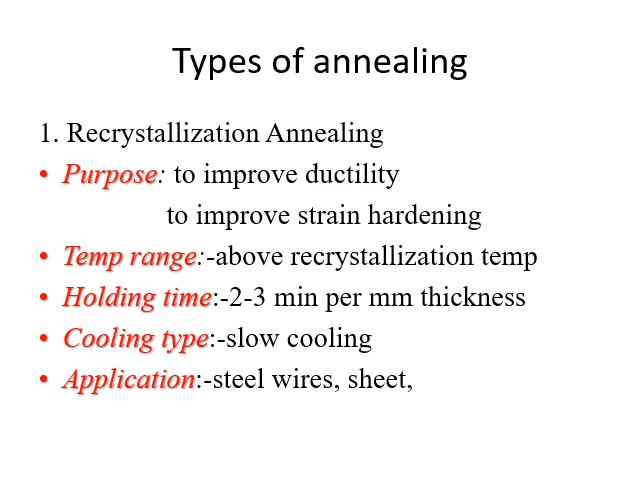 Types of annealing
1. Recrystallization Annealing
• Purpose: to improve ductility
to improve strain hardening
• Temp range:-above recrystallization temp
• Holding time:-2-3 min per mm thickness
• Cooling type:-slow cooling
• Application:-steel wires, sheet,